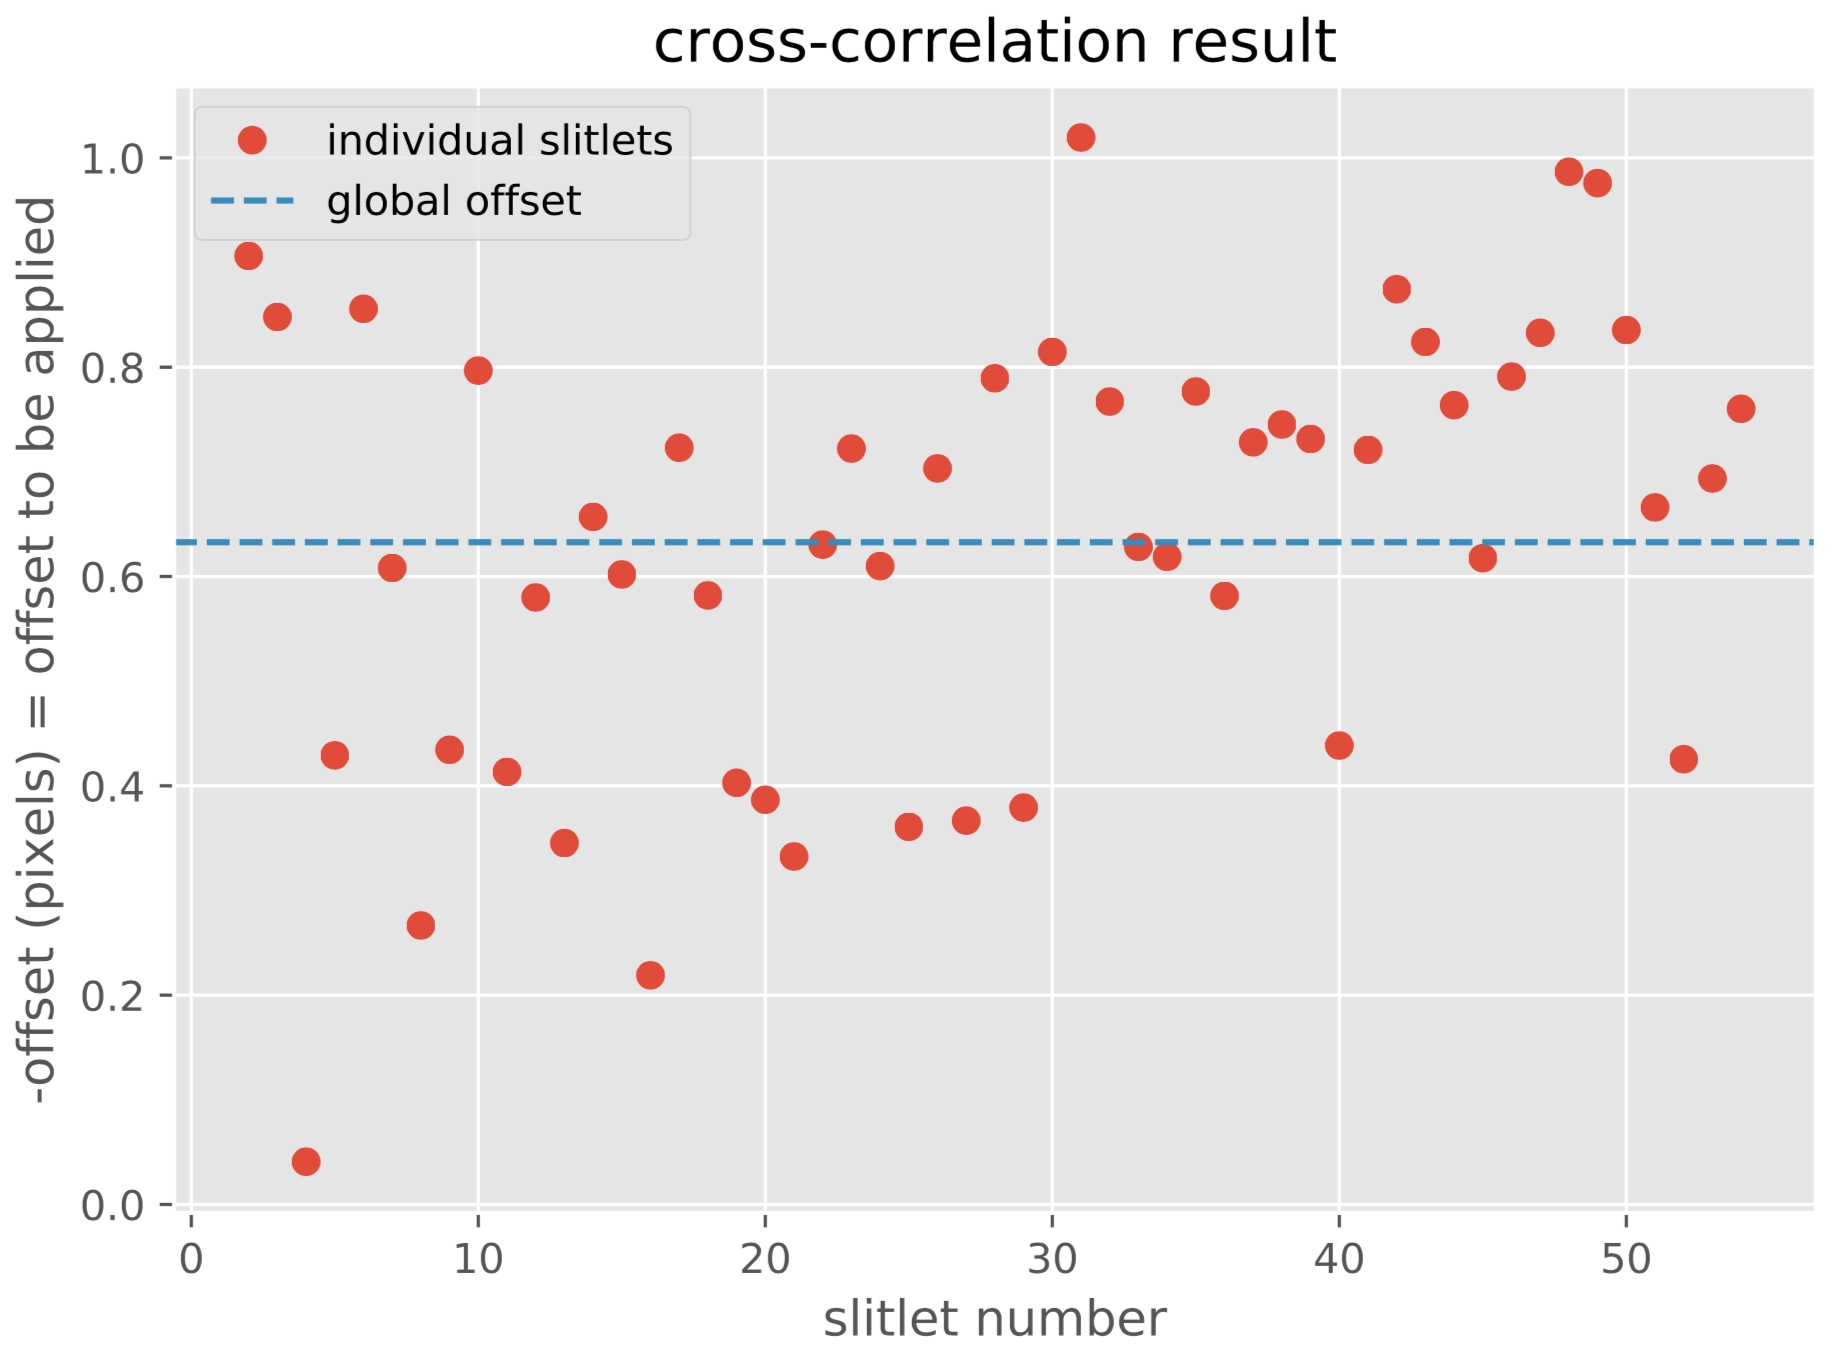 cross-correlation result
individual slitlets
global offset
-offset (pixels) = offset to be applied
1.0
0.8
0.6
0.4
0.2
0.0
0 10 20 30 40 50
slitlet number